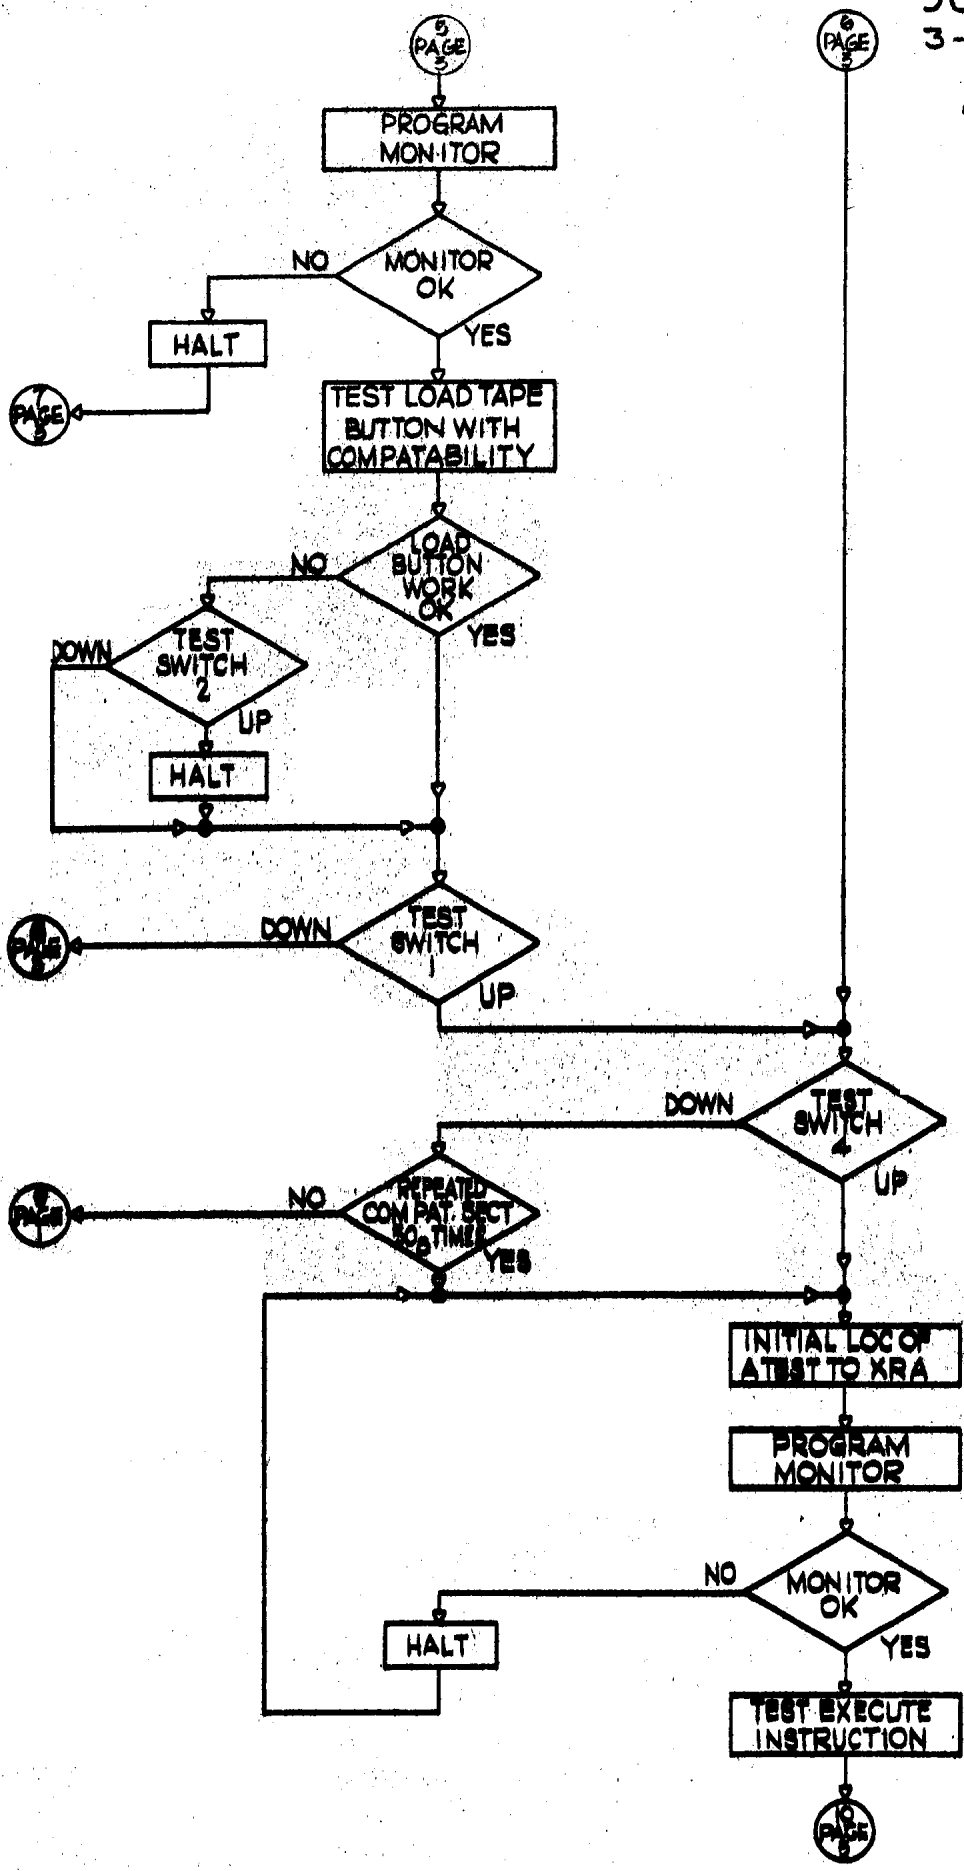 5
PAGE
3
6
PAGE
3
3-
PROGRAM
MONITOR
MONITOR
OK
NO
YES
HALT
7
PAGE
TEST LOAD TAPE
BUTTON WITH
COMPATABILITY
LOAD
BUTTON
WORK
OK
NO
YES
TEST
SWITCH
2
DOWN
UP
HALT
TEST
SWITCH
1
DOWN
UP
PAGE
TEST
SWITCH
4
DOWN
UP
REPEATED
COMPAT. SECT
50₈ TIMES
NO
YES
PAGE
INITIAL LOC OF
A TEST TO XRA
PROGRAM
MONITOR
MONITOR
OK
NO
YES
HALT
TEST EXECUTE
INSTRUCTION
10
PAGE